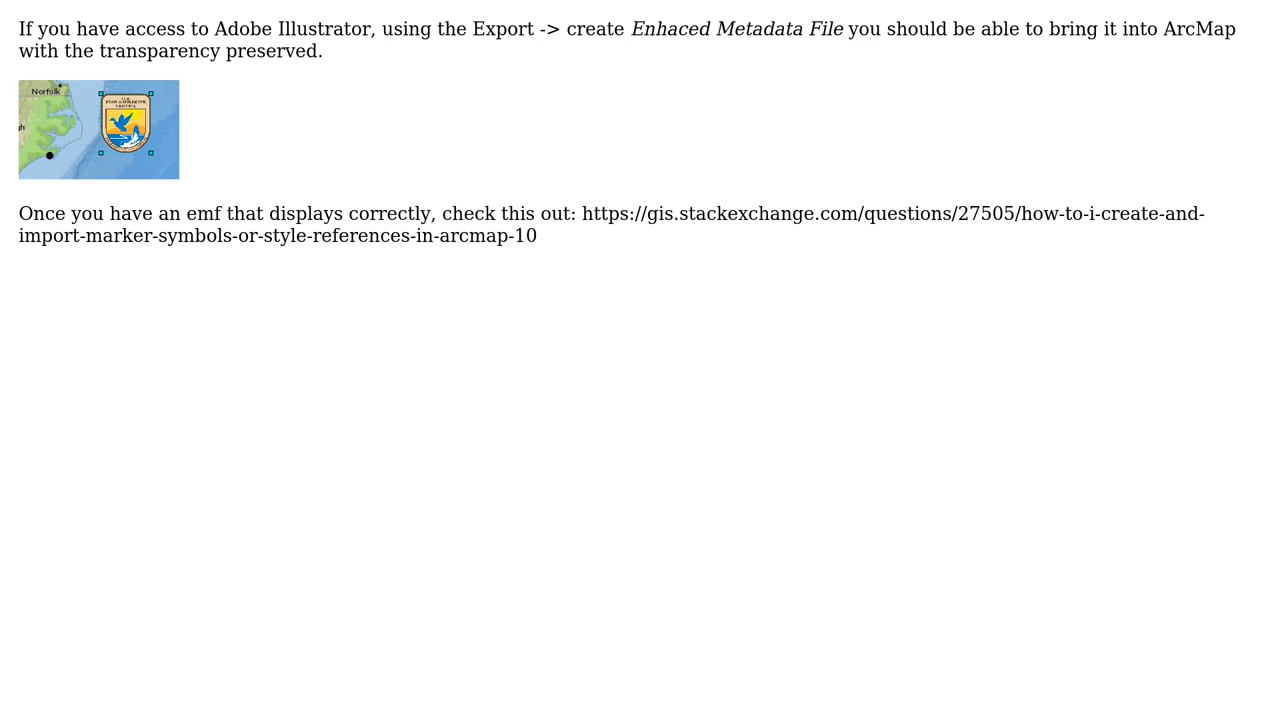 If you have access to Adobe Illustrator, using the Export -> create Enhaced Metadata File you should be able to bring it into ArcMap
with the transparency preserved.
Norfolk
gh
Once you have an emf that displays correctly, check this out: https://gis.stackexchange.com/questions/27505/how-to-i-create-and-
import-marker-symbols-or-style-references-in-arcmap-10